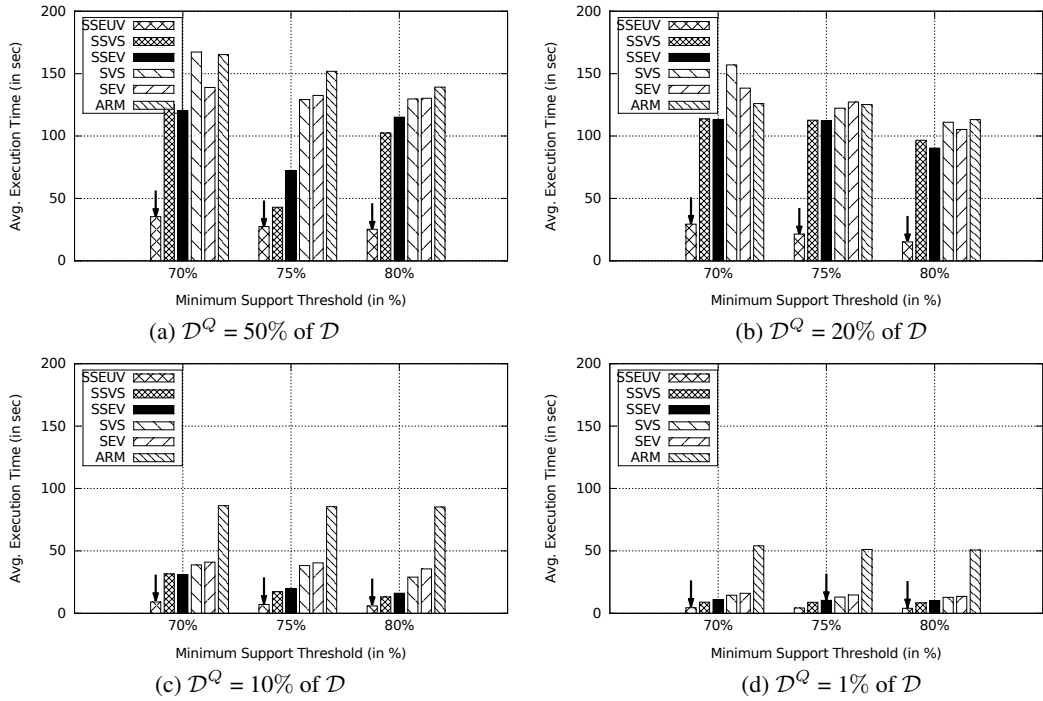 200
150
100
50
0
Avg. Execution Time (in sec)
SSEUV
SSVS
SSEV
SVS
SEV
ARM
70% 75% 80%
Minimum Support Threshold (in %)
(a) 𝒟^Q = 50% of 𝒟
200
150
100
50
0
Avg. Execution Time (in sec)
SSEUV
SSVS
SSEV
SVS
SEV
ARM
70% 75% 80%
Minimum Support Threshold (in %)
(b) 𝒟^Q = 20% of 𝒟
200
150
100
50
0
Avg. Execution Time (in sec)
SSEUV
SSVS
SSEV
SVS
SEV
ARM
70% 75% 80%
Minimum Support Threshold (in %)
(c) 𝒟^Q = 10% of 𝒟
200
150
100
50
0
Avg. Execution Time (in sec)
SSEUV
SSVS
SSEV
SVS
SEV
ARM
70% 75% 80%
Minimum Support Threshold (in %)
(d) 𝒟^Q = 1% of 𝒟